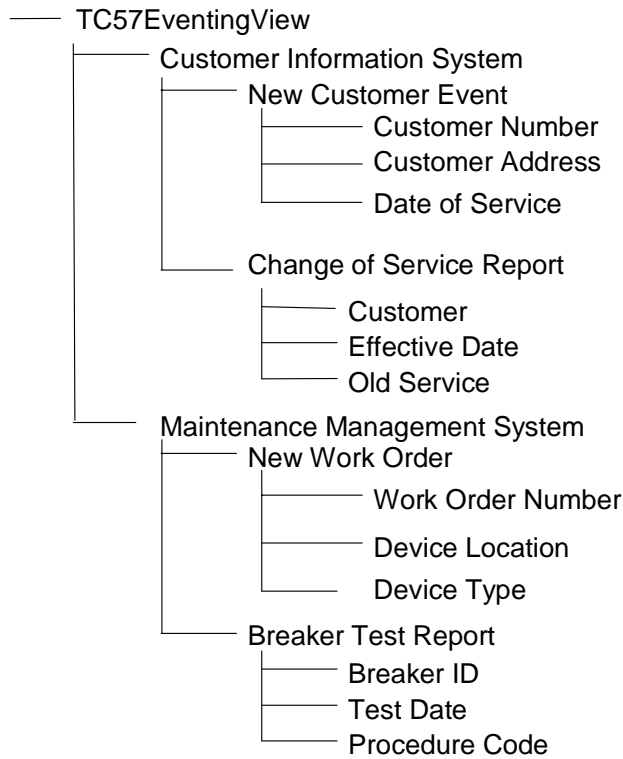 TC57EventingView
Customer Information System
New Customer Event
Customer Number
Customer Address
Date of Service
Change of Service Report
Customer
Effective Date
Old Service
Maintenance Management System
New Work Order
Work Order Number
Device Location
Device Type
Breaker Test Report
Breaker ID
Test Date
Procedure Code